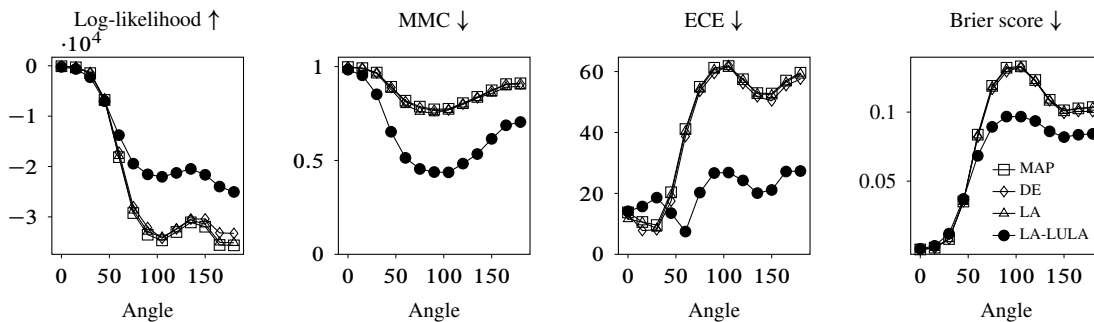 Log-likelihood ↑
MMC ↓
ECE ↓
Brier score ↓
·10⁴
0
−1
−2
−3
0 50 100 150
Angle
1
0.5
0
0 50 100 150
Angle
60
40
20
0
0 50 100 150
Angle
0.1
0.05
0 50 100 150
Angle
MAP
DE
LA
LA-LULA